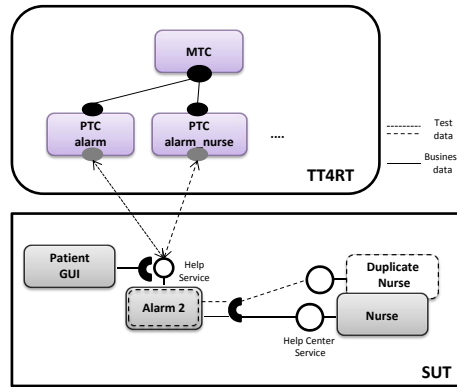 MTC
PTC
alarm
PTC
alarm_nurse
....
TT4RT
Test
data
Busines
data
Patient
GUI
Help
Service
Alarm 2
Duplicate
Nurse
Nurse
Help Center
Service
SUT